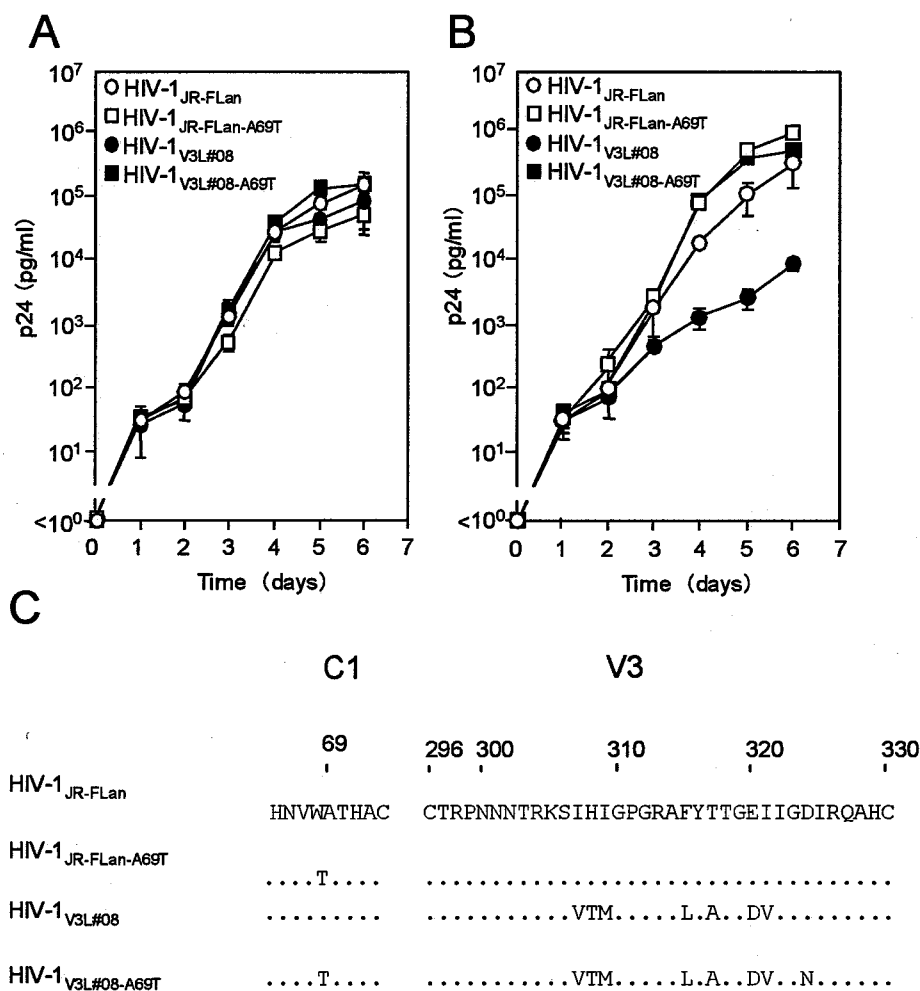 A
B
10^7
10^6
10^5
10^4
10^3
10^2
10^1
<10^0
p24 (pg/ml)
HIV-1JR-FLan
HIV-1JR-FLan-A69T
HIV-1V3L#08
HIV-1V3L#08-A69T
0 1 2 3 4 5 6 7
Time (days)
10^7
10^6
10^5
10^4
10^3
10^2
10^1
<10^0
p24 (pg/ml)
HIV-1JR-FLan
HIV-1JR-FLan-A69T
HIV-1V3L#08
HIV-1V3L#08-A69T
0 1 2 3 4 5 6 7
Time (days)
C
C1 V3
69 296 300 310 320 330
HIV-1JR-FLan HNVWATHAC CTRPNNNTRKSIHIGPGRAFYTTGEIIGDIRQAHC
HIV-1JR-FLan-A69T ....T.... ...................................
HIV-1V3L#08 ......... ...........VTM.....L.A..DV.........
HIV-1V3L#08-A69T ....T.... ...........VTM.....L.A..DV..N......